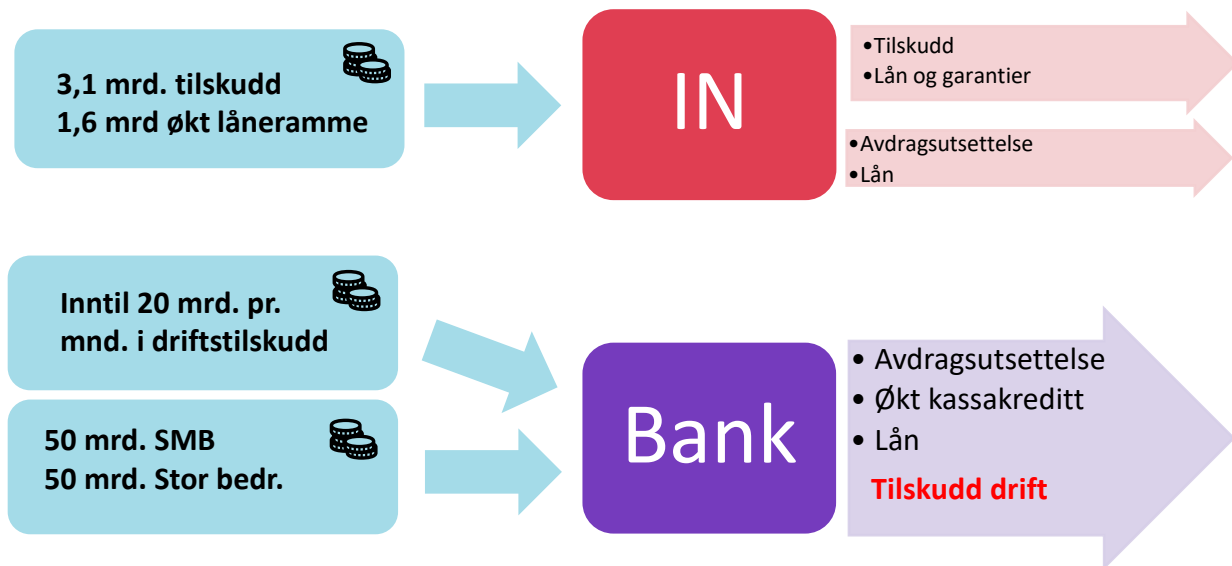 3,1 mrd. tilskudd
1,6 mrd økt låneramme
IN
•Tilskudd
•Lån og garantier
•Avdragsutsettelse
•Lån
Inntil 20 mrd. pr.
mnd. i driftstilskudd
50 mrd. SMB
50 mrd. Stor bedr.
Bank
• Avdragsutsettelse
• Økt kassakreditt
• Lån
Tilskudd drift